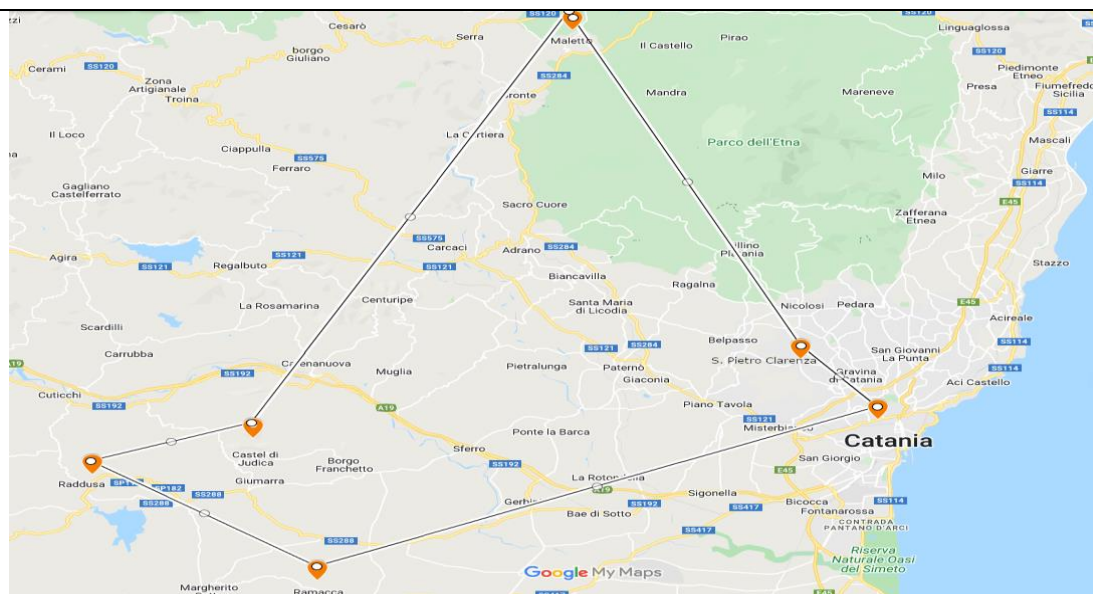 SS120
Linguaglossa
Cesarò
Serra
Maletto
Il Castello
Pirao
borgo
Giuliano
SS120
Cerami
SS120
Piedimonte
Etneo
Zona
Artigianale
Troina
SS284
Mandra
Mareneve
Presa
Fiumefredo
Sicilia
SS114
Il Loco
La Cartiera
Mascali
Ciappulla
SS575
Parco dell'Etna
Ferraro
Giarre
Milo
SS114
E45
Gagliano
Castelferrato
Sacro Cuore
Zafferana
Etnea
SS575
Carcaci
Adrano
SS284
Agira
SS121
Regalbuto
SS121
SS121
Stazzo
Biancavilla
Ragalna
La Rosamarina
Centuripe
Santa Maria
di Licodia
Nicolosi
Pedara
E45
Acireale
Scardilli
Carrubba
SS121
SS284
Belpasso
SS114
S. Pietro Clarenza
San Giovanni
La Punta
A19
SS192
Muglia
Pietralunga
Paternò
Giaconia
Gravina
di Catania
SS114
Aci Castello
Cuticchi
SS192
A19
Piano Tavola
SS121
Ponte la Barca
Catania
Castel di
Judica
Borgo
Franchetto
Sferro
San Giorgio
SS192
Raddusa
Giumarra
SP182
SS288
SS288
A19
Sigonella
E45
Bicocca
SS114
SS192
SS417
Fontanarossa
Bae di Sotto
CONTRADA
PANTANO D'ARCI
SS417
SS288
Riserva
Naturale Oasi
del Simeto
Google My Maps
Margherito
Ramacca
SS417
E45